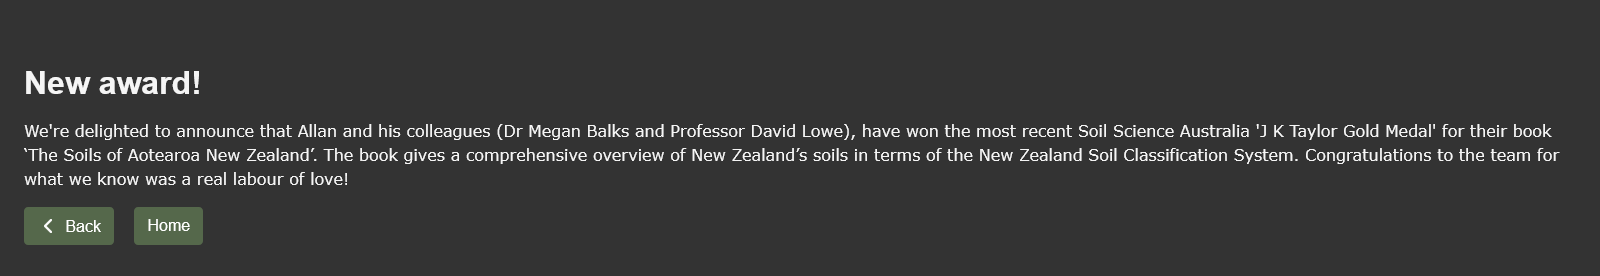 New award!
We're delighted to announce that Allan and his colleagues (Dr Megan Balks and Professor David Lowe), have won the most recent Soil Science Australia 'J K Taylor Gold Medal' for their book
‘The Soils of Aotearoa New Zealand’. The book gives a comprehensive overview of New Zealand’s soils in terms of the New Zealand Soil Classification System. Congratulations to the team for
what we know was a real labour of love!
Back
Home